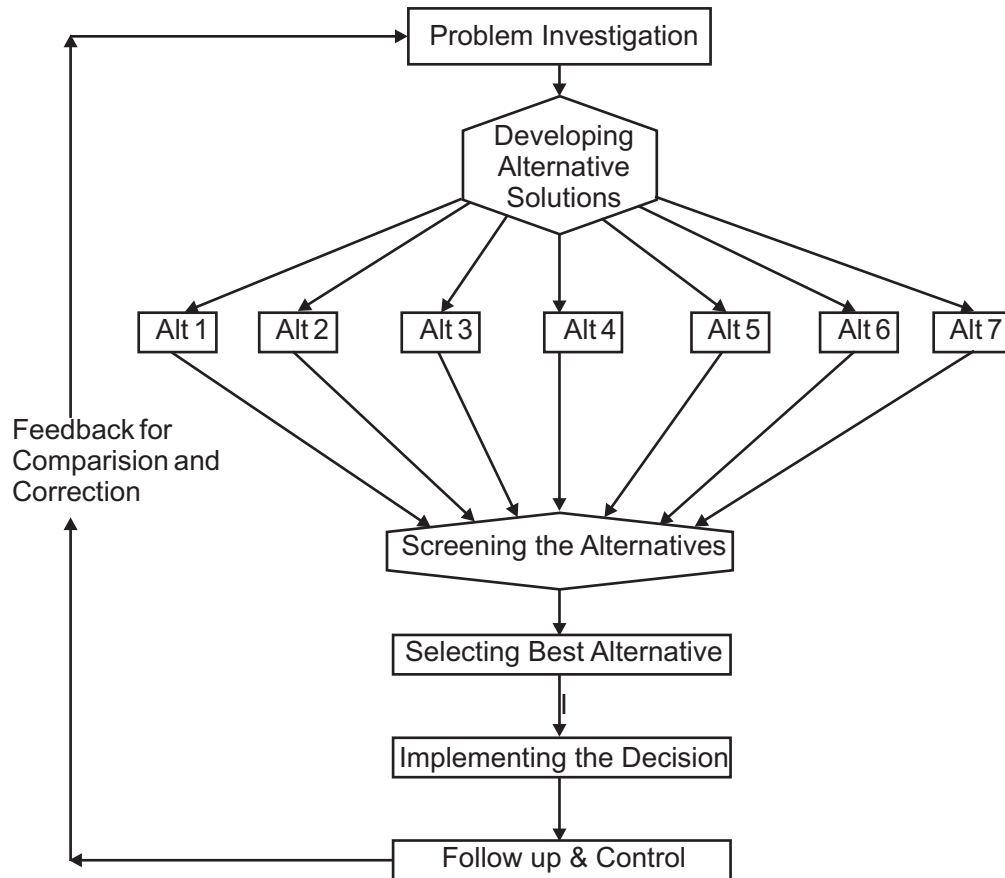 Problem Investigation
Developing
Alternative
Solutions
Alt 1
Alt 2
Alt 3
Alt 4
Alt 5
Alt 6
Alt 7
Feedback for
Comparision and
Correction
Screening the Alternatives
Selecting Best Alternative
Implementing the Decision
Follow up & Control